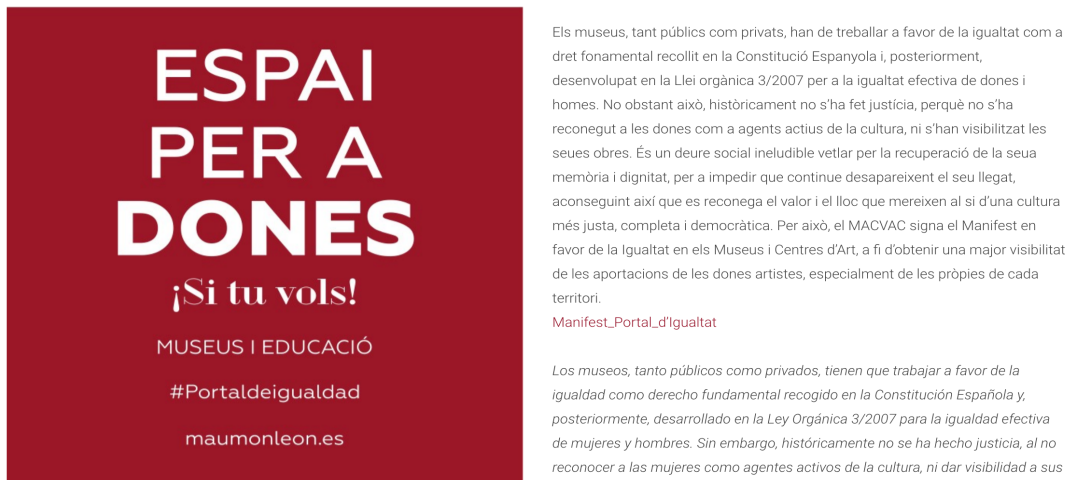 ESPAI
PER A
DONES
¡Si tu vols!
MUSEUS I EDUCACIÓ
#Portaldeigualdad
maumonleon.es
Els museus, tant públics com privats, han de treballar a favor de la igualtat com a
dret fonamental recollit en la Constitució Espanyola i, posteriorment,
desenvolupat en la Llei orgànica 3/2007 per a la igualtat efectiva de dones i
homes. No obstant això, històricament no s'ha fet justícia, perquè no s'ha
reconegut a les dones com a agents actius de la cultura, ni s'han visibilitzat les
seues obres. És un deure social ineludible vetlar per la recuperació de la seua
memòria i dignitat, per a impedir que continue desapareixent el seu llegat,
aconseguint així que es reconega el valor i el lloc que mereixen al si d'una cultura
més justa, completa i democràtica. Per això, el MACVAC signa el Manifest en
favor de la Igualtat en els Museus i Centres d'Art, a fi d'obtenir una major visibilitat
de les aportacions de les dones artistes, especialment de les pròpies de cada
territori.
Manifest_Portal_d'Igualtat
Los museos, tanto públicos como privados, tienen que trabajar a favor de la
igualdad como derecho fundamental recogido en la Constitución Española y,
posteriormente, desarrollado en la Ley Orgánica 3/2007 para la igualdad efectiva
de mujeres y hombres. Sin embargo, históricamente no se ha hecho justicia, al no
reconocer a las mujeres como agentes activos de la cultura, ni dar visibilidad a sus